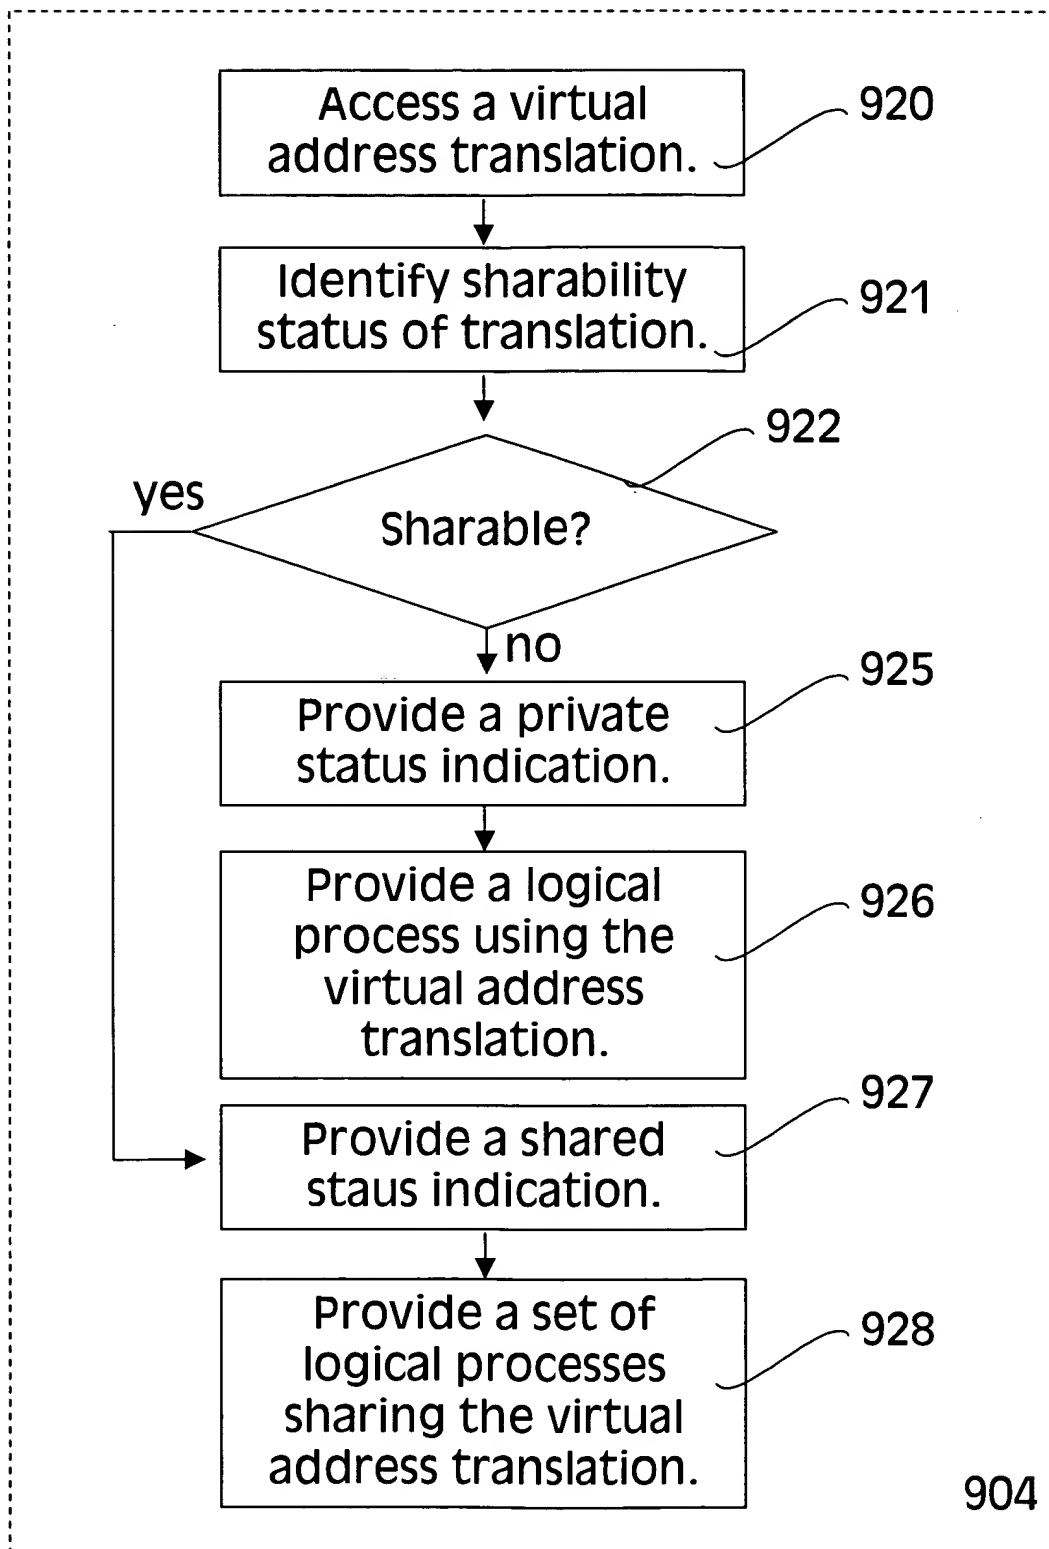 Access a virtual
address translation.
920
Identify sharability
status of translation.
921
922
yes
Sharable?
no
925
Provide a private
status indication.
926
Provide a logical
process using the
virtual address
translation.
927
Provide a shared
staus indication.
928
Provide a set of
logical processes
sharing the virtual
address translation.
904